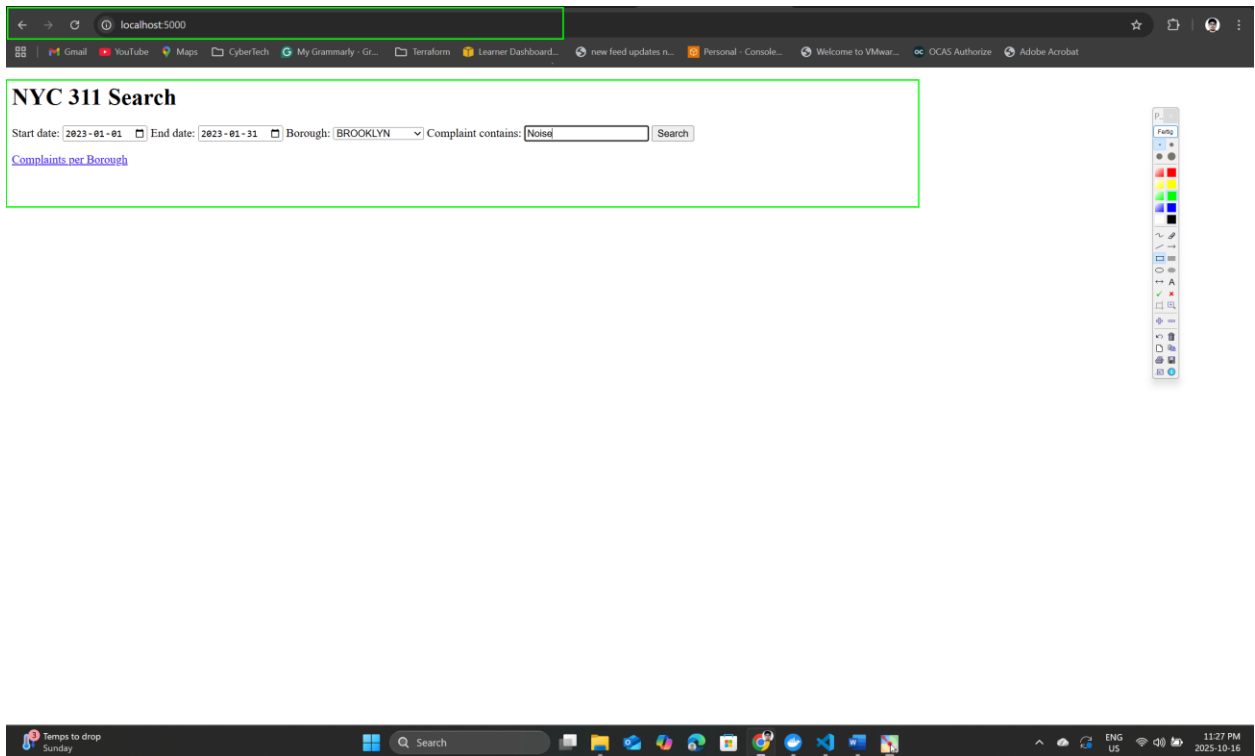 localhost:5000
Gmail YouTube Maps CyberTech My Grammarly - Gr... Terraform Learner Dashboard... new feed updates n... Personal - Console... Welcome to VMwar... OCAS Authorize Adobe Acrobat
NYC 311 Search
Start date: 2023-01-01 End date: 2023-01-31 Borough: BROOKLYN Complaint contains: Noise Search
Complaints per Borough
P...
Fertig
A
3 Temps to drop
Sunday
Search
ENG
US
11:27 PM
2025-10-16